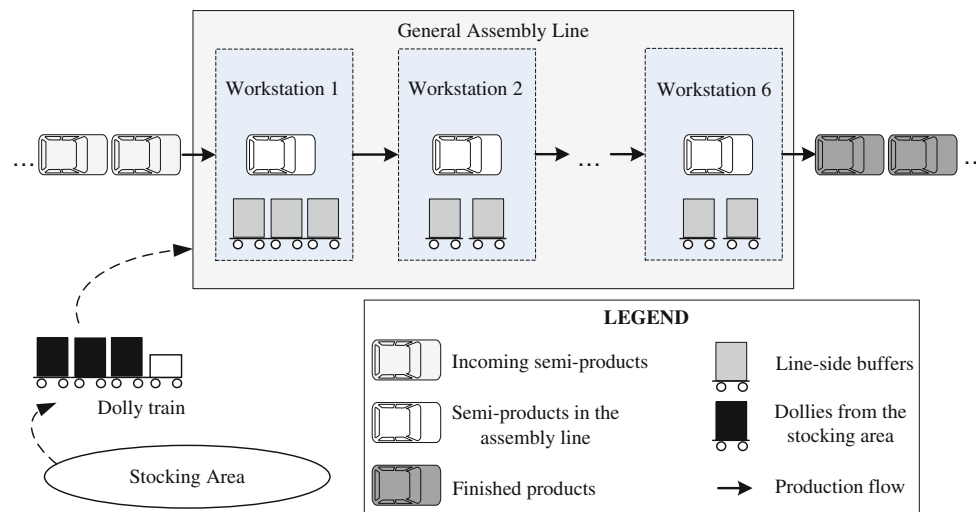 General Assembly Line
Workstation 1
Workstation 2
Workstation 6
...
...
...
Dolly train
Stocking Area
LEGEND
Incoming semi-products
Semi-products in the
assembly line
Finished products
Line-side buffers
Dollies from the
stocking area
Production flow